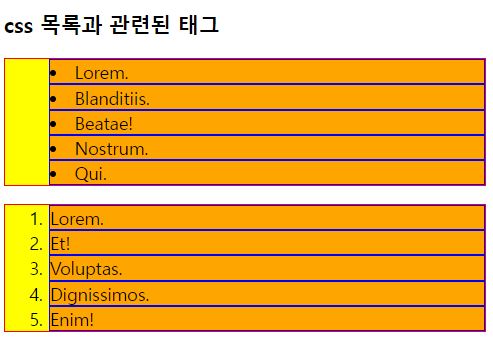 css 목록과 관련된 태그
• Lorem.
• Blanditiis.
• Beatae!
• Nostrum.
• Qui.
1. Lorem.
2. Et!
3. Voluptas.
4. Dignissimos.
5. Enim!